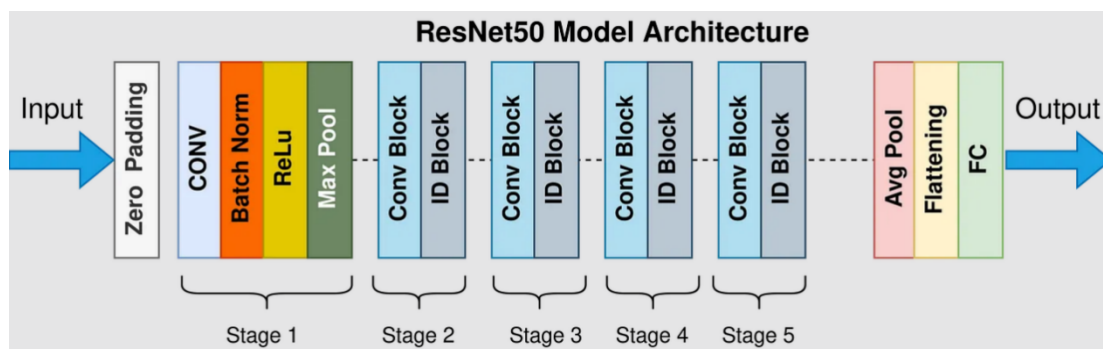 ResNet50 Model Architecture
Input
Zero Padding
CONV
Batch Norm
ReLu
Max Pool
Conv Block
ID Block
Conv Block
ID Block
Conv Block
ID Block
Conv Block
ID Block
Avg Pool
Flattening
FC
Output
Stage 1
Stage 2
Stage 3
Stage 4
Stage 5